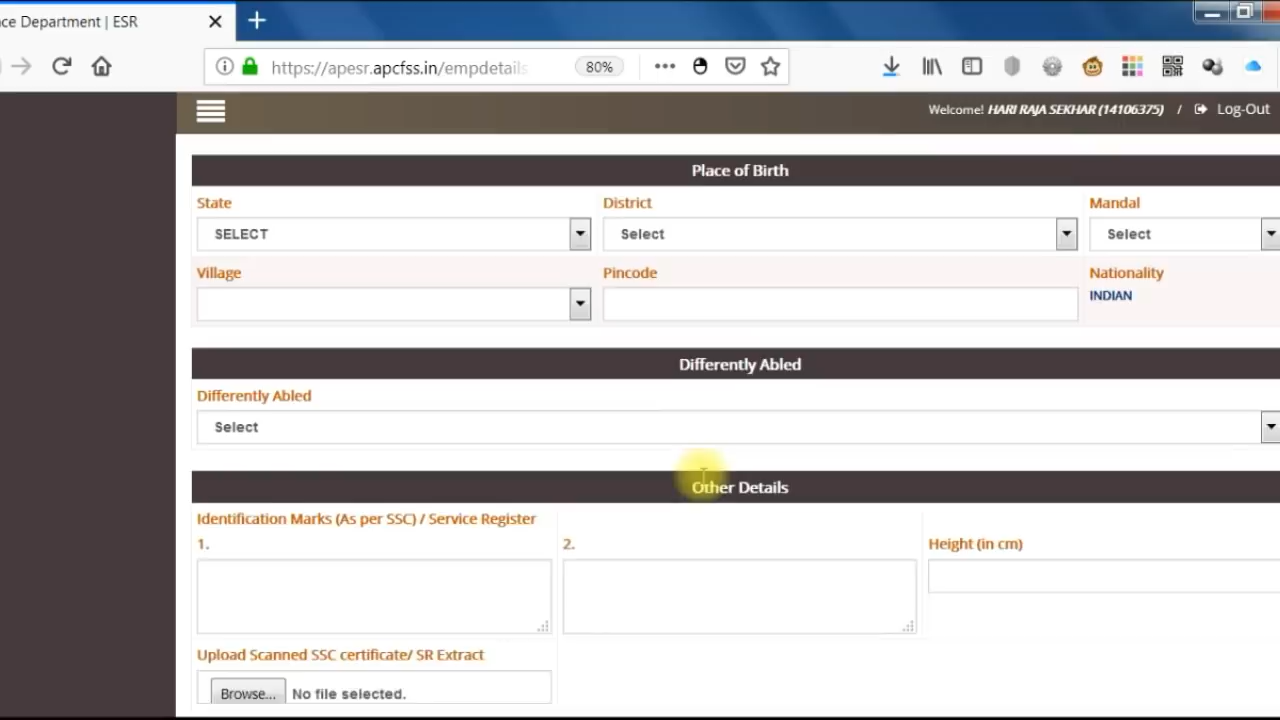 ce Department | ESR
https://apesr.apcfss.in/empdetails
80%
Welcome! HARI RAJA SEKHAR (14106375) / Log-Out
Place of Birth
State District Mandal
SELECT Select Select
Village Pincode Nationality
INDIAN
Differently Abled
Differently Abled
Select
Other Details
Identification Marks (As per SSC) / Service Register
1. 2. Height (in cm)
Upload Scanned SSC certificate/ SR Extract
Browse... No file selected.